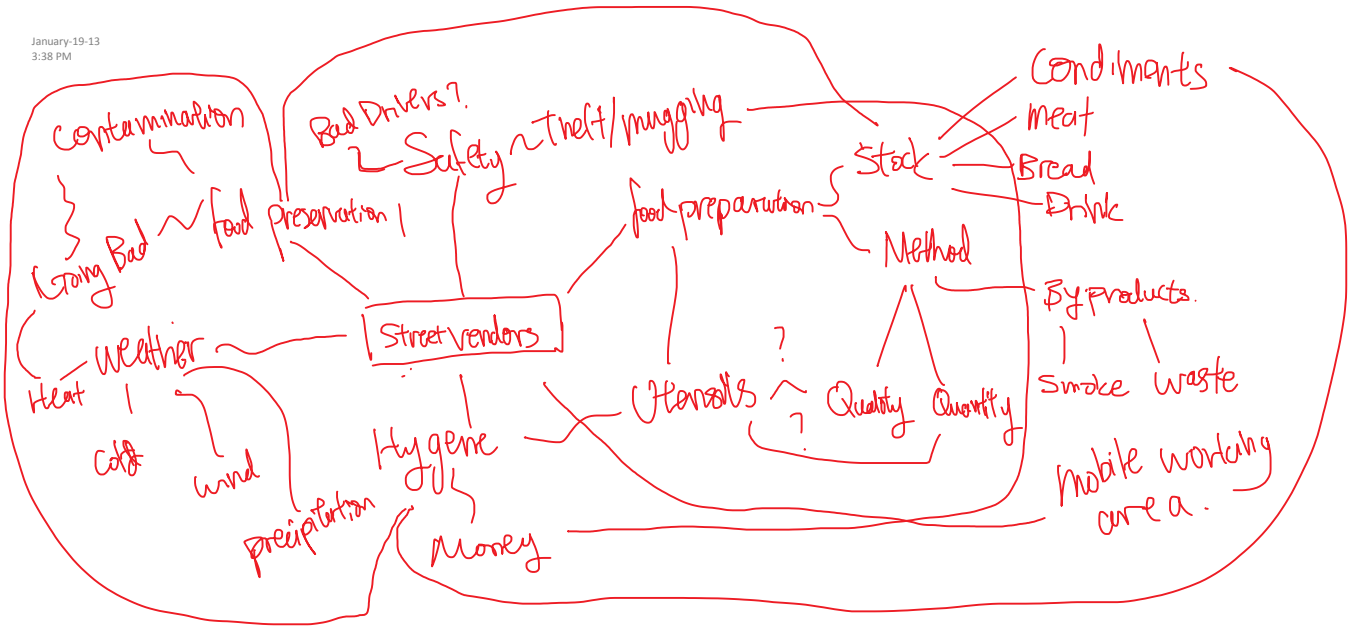 January-19-13
3:38 PM
Condiments
meat
Bread
Drink
Stock
Bad Drivers?
Safety
Theft/mugging
Contamination
food preservation
Going Bad
food preparation
Method
By products.
Smoke
waste
Street vendors
weather
Heat
cold
wind
precipitation
Utensils
?
?
Quality
Quantity
Hygene
Money
mobile working
area.